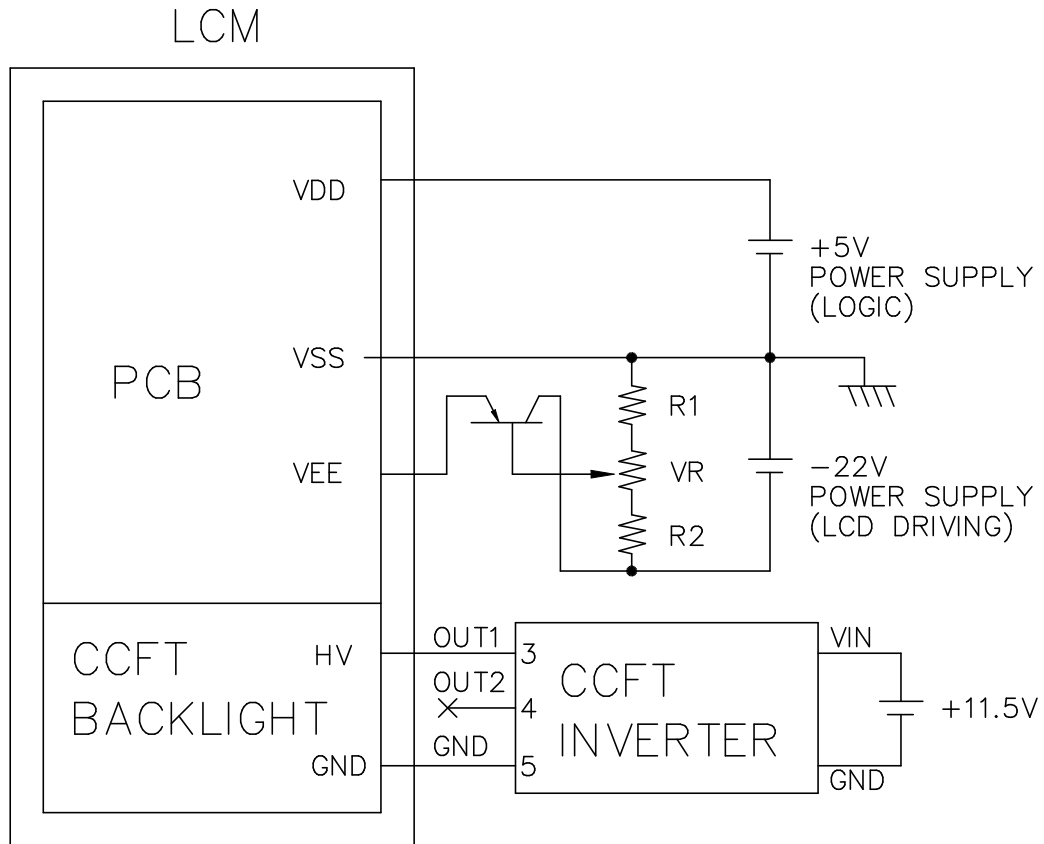 LCM
VDD
+5V
POWER SUPPLY
(LOGIC)
VSS
PCB
R1
VEE
VR
-22V
POWER SUPPLY
(LCD DRIVING)
R2
CCFT
BACKLIGHT
HV
GND
OUT1
OUT2
GND
3
4
5
CCFT
INVERTER
VIN
+11.5V
GND